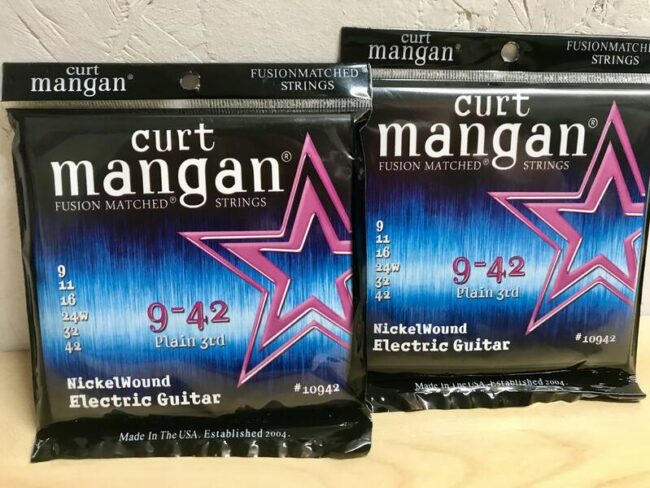 curt
mangan®
FUSIONMATCHED
STRINGS
curt
mangan®
FUSION MATCHED® STRINGS
9
11
16
24W
32
42
9-42
Plain 3rd
NickelWound
Electric Guitar
#10942
Made In The USA. Established 2004.
curt
mangan®
FUSIONMATCHE
STRINGS
curt
mangan®
FUSION MATCHED® STRINGS
9
11
16
24W
32
42
9-42
Plain 3rd
NickelWound
Electric Guitar
#10942
Made In The USA. Established 2004.